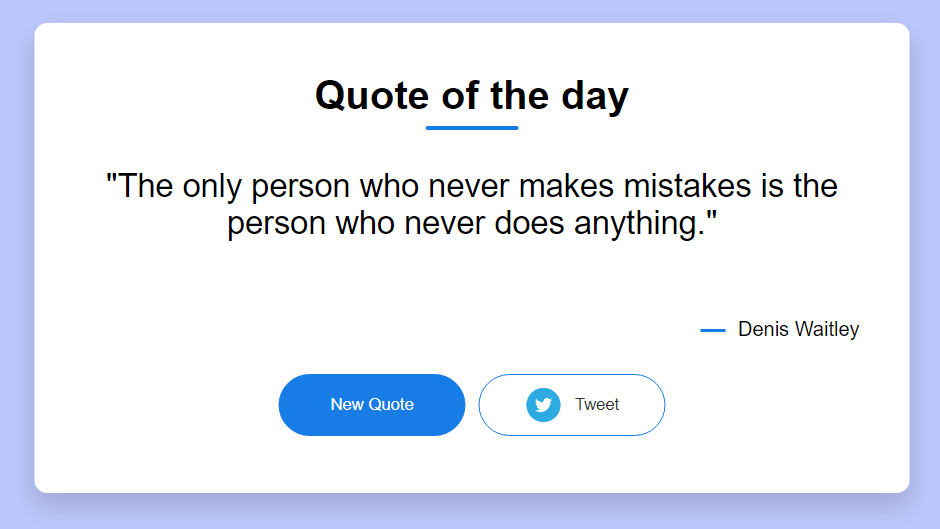 Quote of the day
"The only person who never makes mistakes is the
person who never does anything."
Denis Waitley
New Quote
Tweet